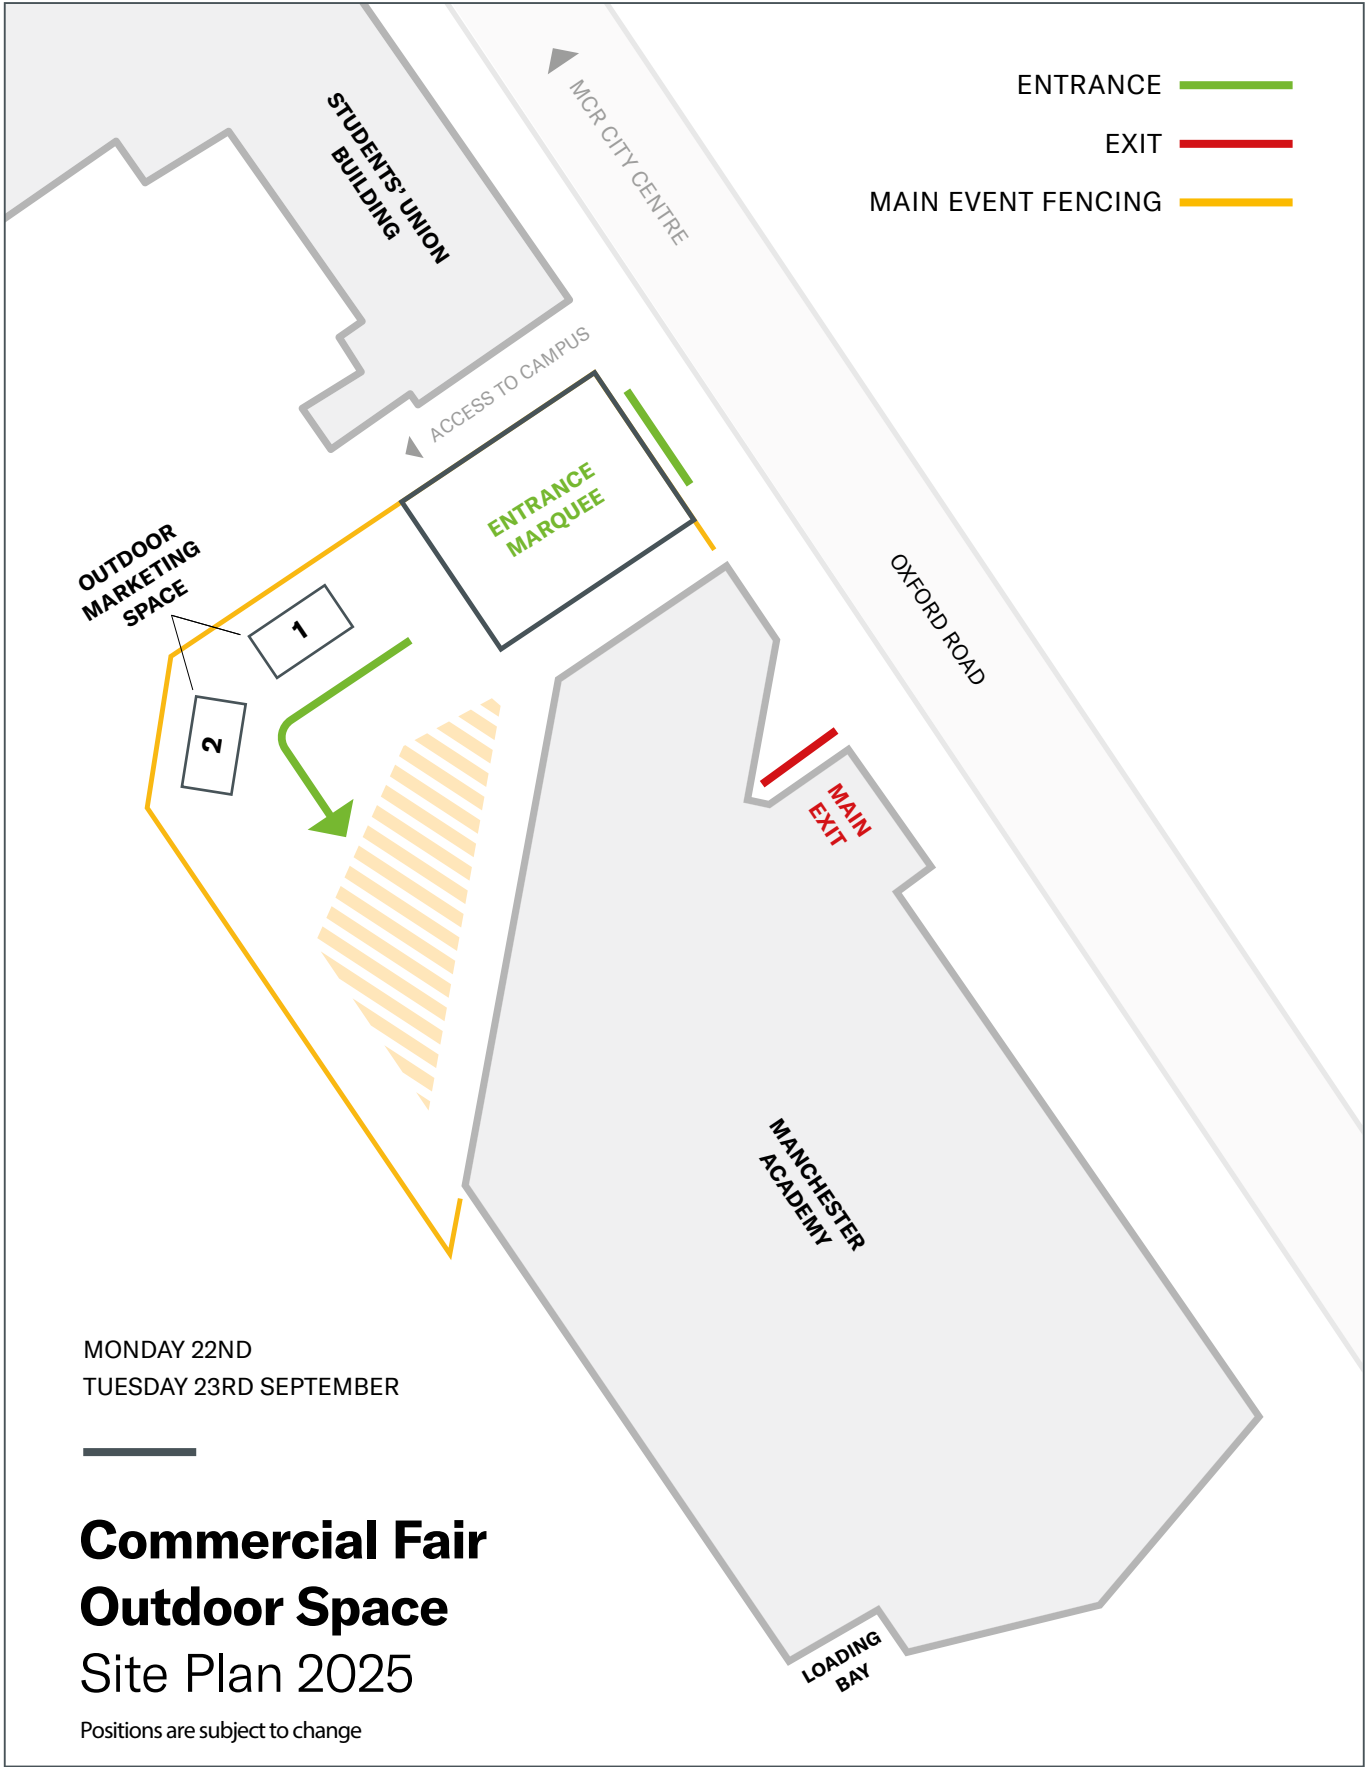 STUDENTS’ UNION
BUILDING
MCR CITY CENTRE
ENTRANCE
EXIT
MAIN EVENT FENCING
ACCESS TO CAMPUS
ENTRANCE
MARQUEE
OUTDOOR
MARKETING
SPACE
1
2
OXFORD ROAD
MAIN
EXIT
MANCHESTER
ACADEMY
LOADING
BAY
MONDAY 22ND
TUESDAY 23RD SEPTEMBER
Commercial Fair
Outdoor Space
Site Plan 2025
Positions are subject to change